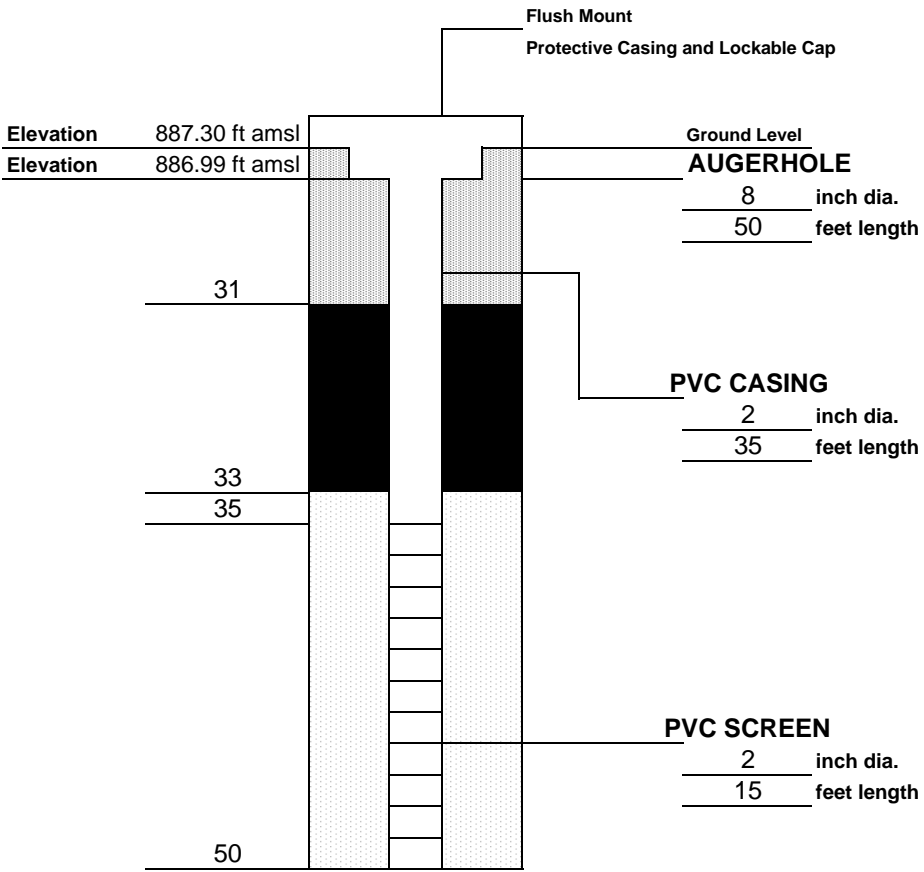 Flush Mount
Protective Casing and Lockable Cap
Elevation 887.30 ft amsl
Ground Level
Elevation 886.99 ft amsl
AUGERHOLE
8 inch dia.
50 feet length
31
PVC CASING
2 inch dia.
35 feet length
33
35
PVC SCREEN
2 inch dia.
15 feet length
50